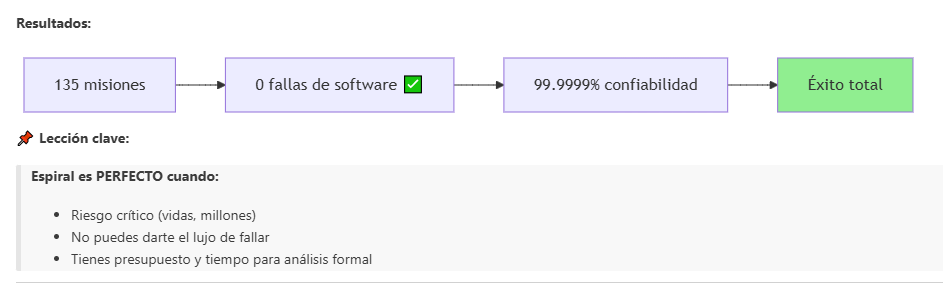 Resultados:
135 misiones
0 fallas de software ✅
99.9999% confiabilidad
Éxito total
📌 Lección clave:
Espiral es PERFECTO cuando:
• Riesgo crítico (vidas, millones)
• No puedes darte el lujo de fallar
• Tienes presupuesto y tiempo para análisis formal